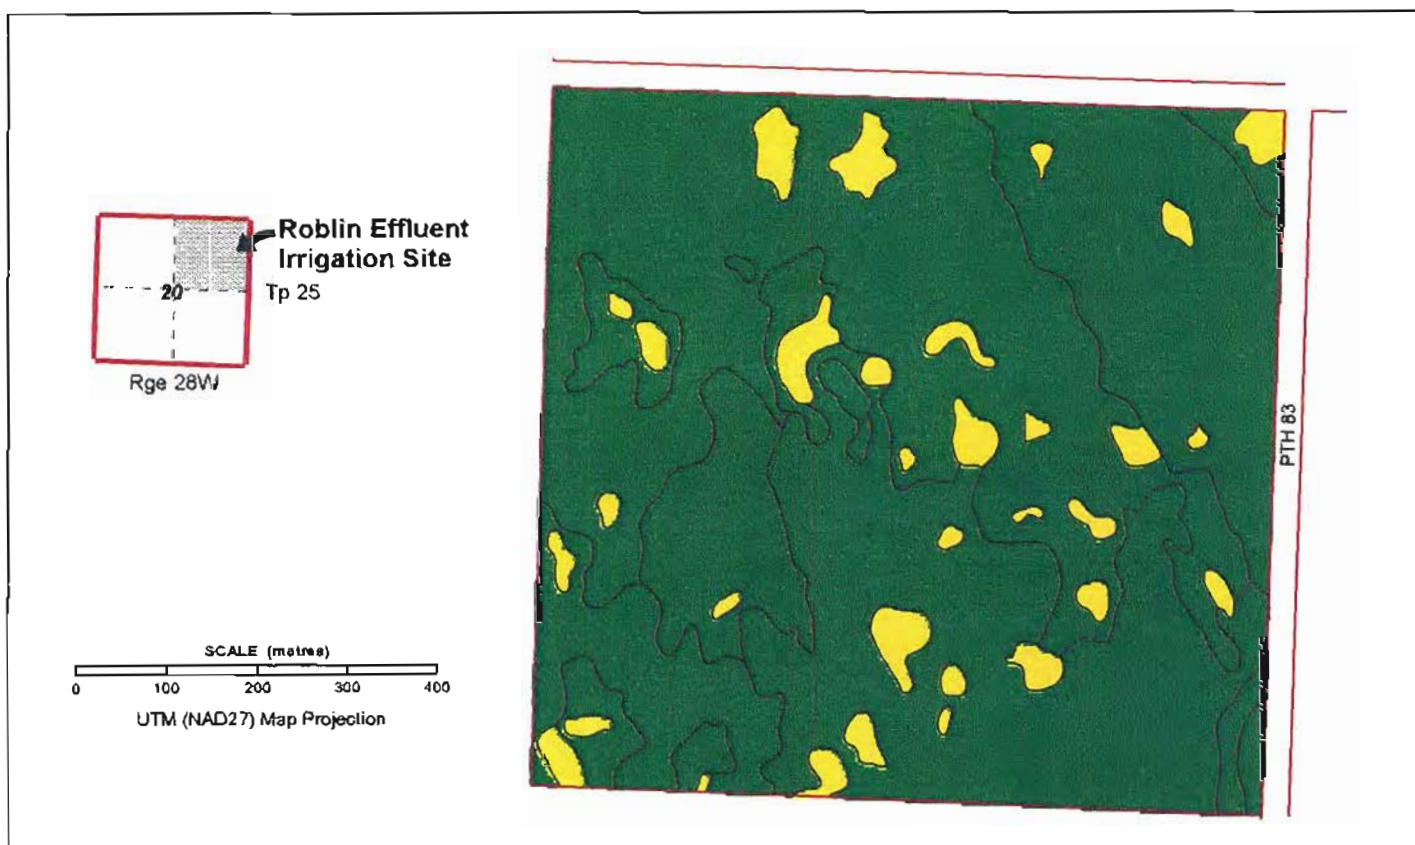 Roblin Effluent
Irrigation Site
20
Tp 25
Rge 28W
PTH 83
SCALE (metres)
0 100 200 300 400
UTM (NAD27) Map Projection